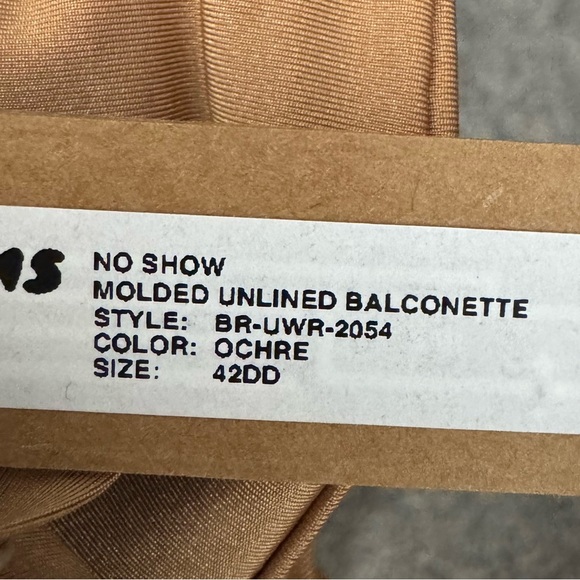 NO SHOW
MOLDED UNLINED BALCONETTE
STYLE: BR-UWR-2054
COLOR: OCHRE
SIZE: 42DD